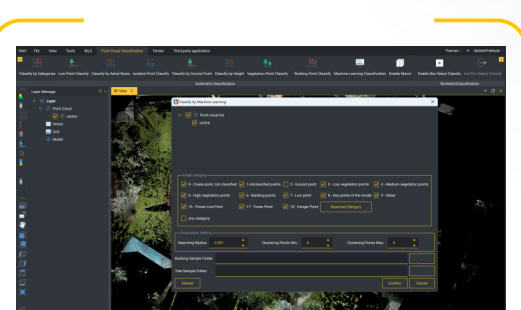 Start File View Tools MLS Point Cloud Classification Terrain Third party application Themes MobilePreMode
Classify by Categories Low Point Classify Classify by Aerial Noise Isolated Point Classify Classify by Ground Point Classify by Height Vegetation Point Classify Building Point Classify Machine Learning Classification Enable Macro Enable Box Select Classify
Automatic classification
Layer Manager
3D View
Layer
Point Cloud
centre
Vector
Grid
Model
Classify by Machine Learning
Point cloud list
centre
Initial category
0 - Create point, not classified 1 - Unclassified points 2 - Ground point 3 - Low vegetation points 4 - Medium vegetation points
5 - High vegetation points 6 - Building points 7 - Low point 8 - Key points of the model 9 - Water
16 - Power Line Point 17 - Tower Point 18 - Danger Point Reserved Category
Any category
Parameters Setting
Searching Radius: Clustering Points Min: Clustering Points Max:
Building Sample Folder: ...
Tree Sample Folder:
Default Confirm Cancel